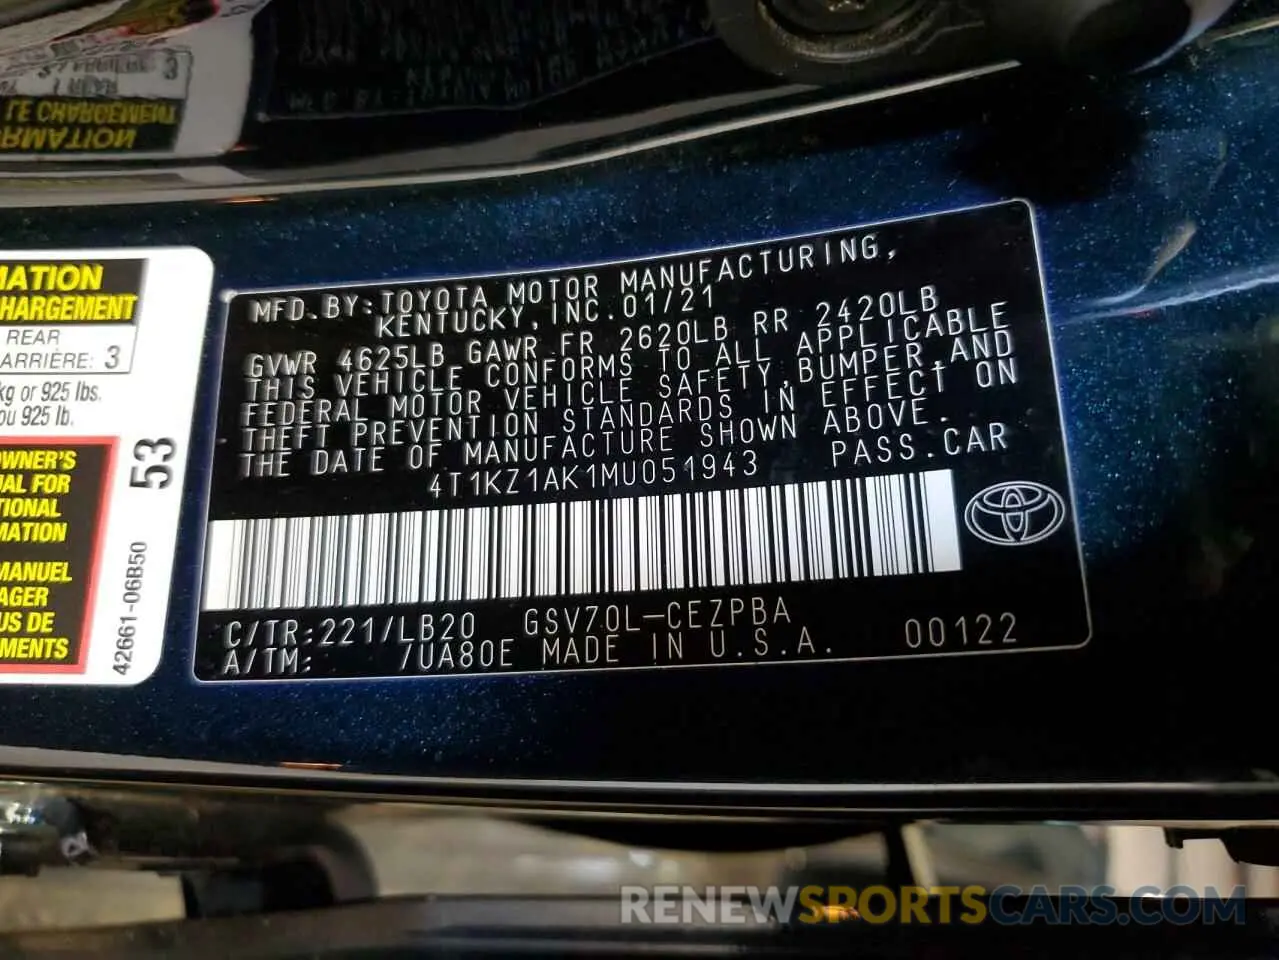 LE CHARGEMENT
RMATION
MFD.BY:TOYOTA MOTOR MANUFACTURING,
KENTUCKY,INC.01/21
GVWR 4625LB GAWR FR 2620LB RR 2420LB
THIS VEHICLE CONFORMS TO ALL APPLICABLE
FEDERAL MOTOR VEHICLE SAFETY,BUMPER,AND
THEFT PREVENTION STANDARDS IN EFFECT ON
THE DATE OF MANUFACTURE SHOWN ABOVE.
4T1KZ1AK1MU051943 PASS.CAR
C/TR:221/LB20 GSV70L-CEZPBA
A/TM: 7UA80E MADE IN U.S.A. 00122
MATION
HARGEMENT
REAR
ARRIÈRE: 3
kg or 925 lbs.
ou 925 lb.
OWNER'S
UAL FOR
TIONAL
MATION
MANUEL
AGER
US DE
MENTS
53
42661-06B50
RENEWSPORTSCARS.COM